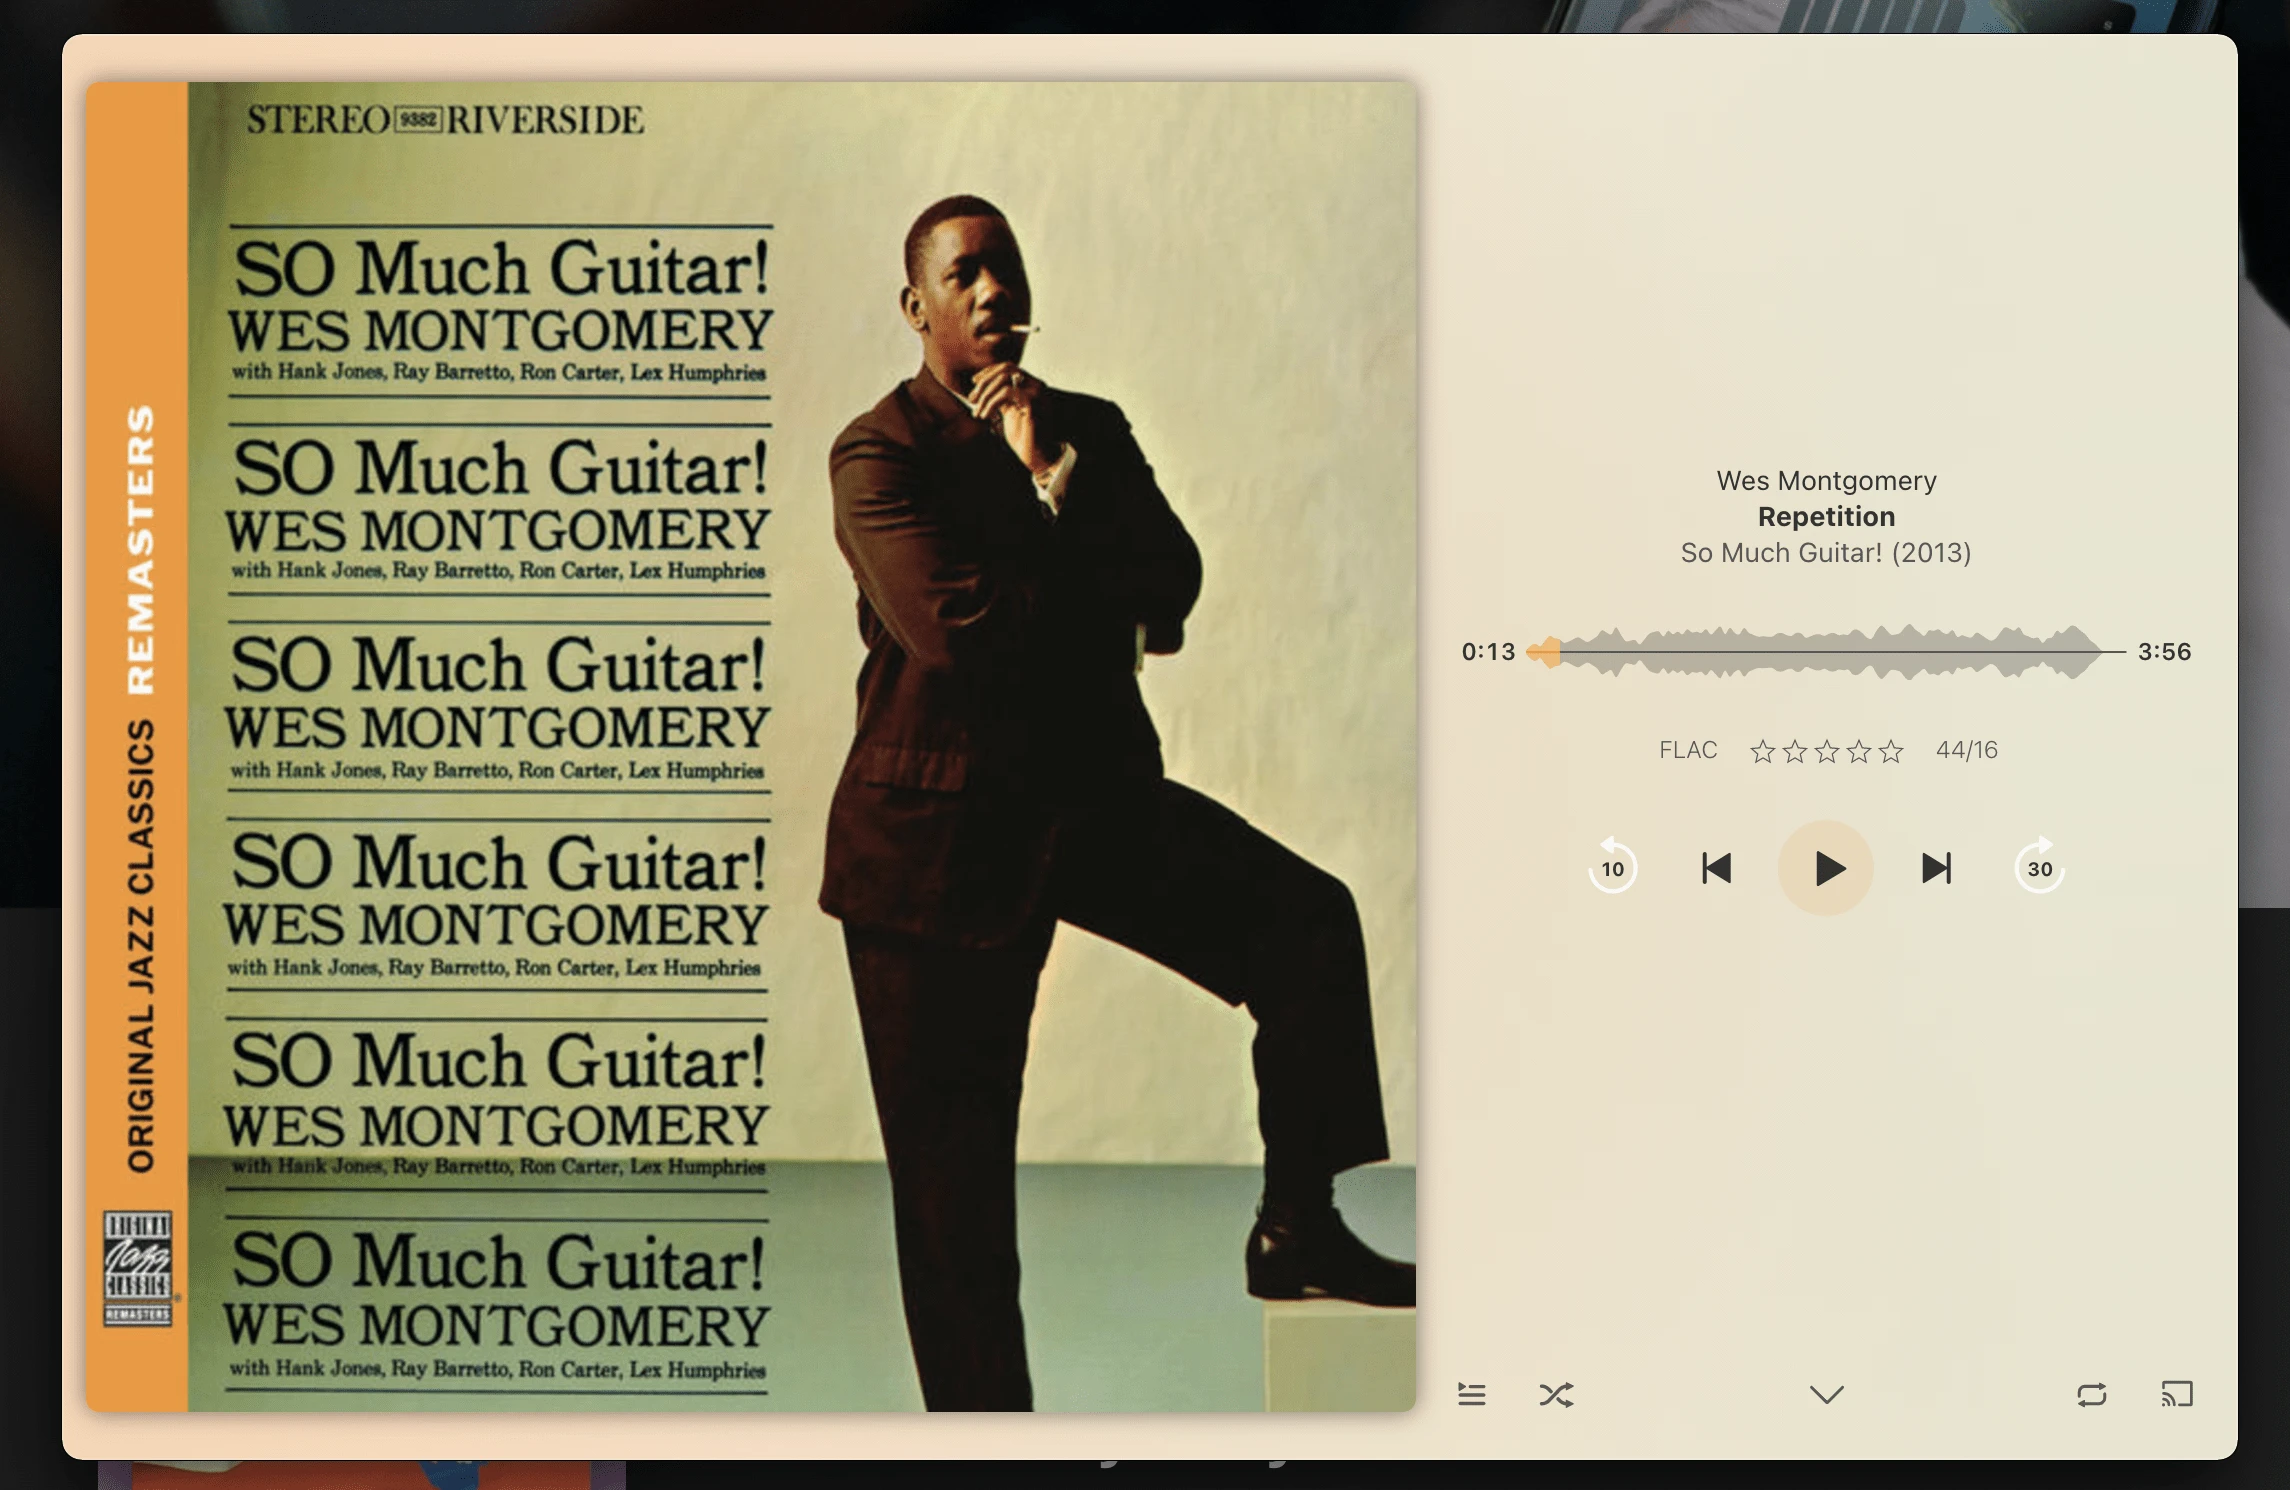 STEREO 9382 RIVERSIDE
SO Much Guitar!
WES MONTGOMERY
with Hank Jones, Ray Barretto, Ron Carter, Lex Humphries
SO Much Guitar!
WES MONTGOMERY
with Hank Jones, Ray Barretto, Ron Carter, Lex Humphries
SO Much Guitar!
WES MONTGOMERY
with Hank Jones, Ray Barretto, Ron Carter, Lex Humphries
SO Much Guitar!
WES MONTGOMERY
with Hank Jones, Ray Barretto, Ron Carter, Lex Humphries
SO Much Guitar!
WES MONTGOMERY
with Hank Jones, Ray Barretto, Ron Carter, Lex Humphries
SO Much Guitar!
WES MONTGOMERY
with Hank Jones, Ray Barretto, Ron Carter, Lex Humphries
ORIGINAL JAZZ CLASSICS REMASTERS
ORIGINAL
Jazz
CLASSICS
REMASTERS
Wes Montgomery
Repetition
So Much Guitar! (2013)
0:13 3:56
FLAC 44/16
10 30